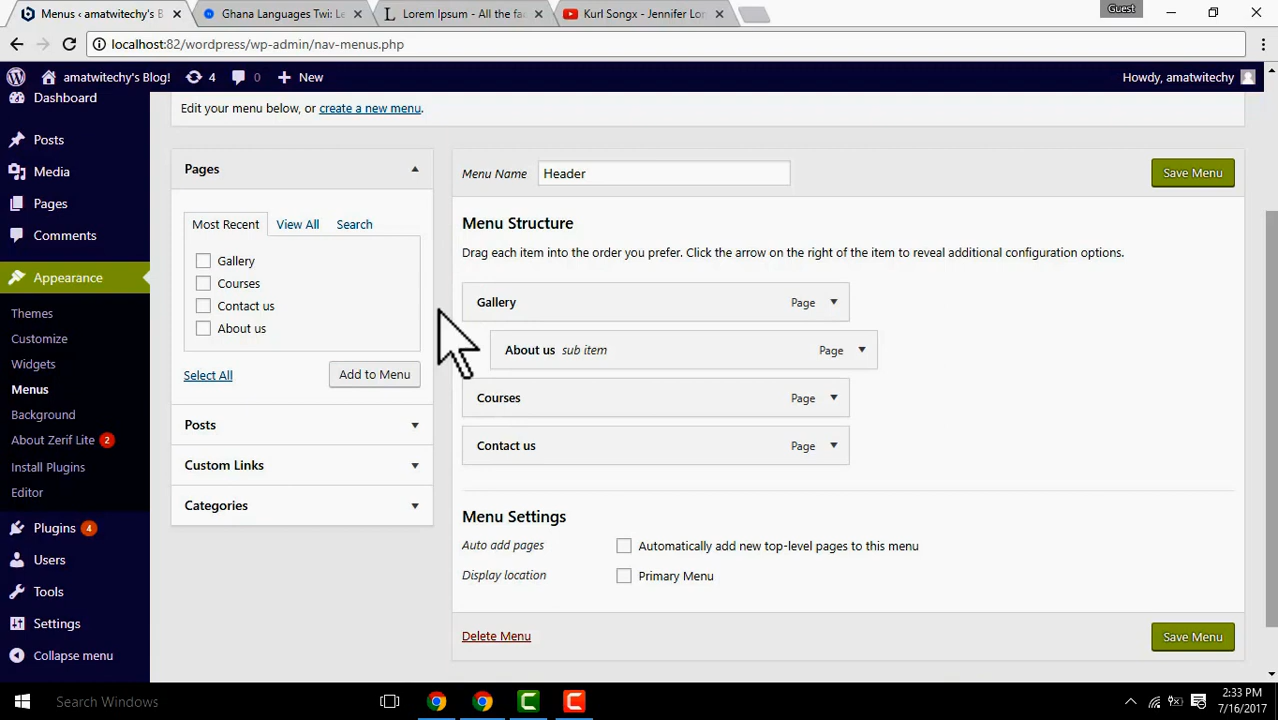 Menus ‹ amatwitechy's B
Ghana Languages Twi: Le
Lorem Ipsum - All the fa
Kurl Songx - Jennifer Lo
Guest
localhost:82/wordpress/wp-admin/nav-menus.php
amatwitechy's Blog! 4 0 New Howdy, amatwitechy
Dashboard
Posts
Media
Pages
Comments
Appearance
Themes
Customize
Widgets
Menus
Background
About Zerif Lite 2
Install Plugins
Editor
Plugins 4
Users
Tools
Settings
Collapse menu
Edit your menu below, or create a new menu.
Pages
Most Recent View All Search
Gallery
Courses
Contact us
About us
Select All Add to Menu
Posts
Custom Links
Categories
Menu Name Header Save Menu
Menu Structure
Drag each item into the order you prefer. Click the arrow on the right of the item to reveal additional configuration options.
Gallery Page
About us sub item Page
Courses Page
Contact us Page
Menu Settings
Auto add pages Automatically add new top-level pages to this menu
Display location Primary Menu
Delete Menu Save Menu
Search Windows
2:33 PM
7/16/2017